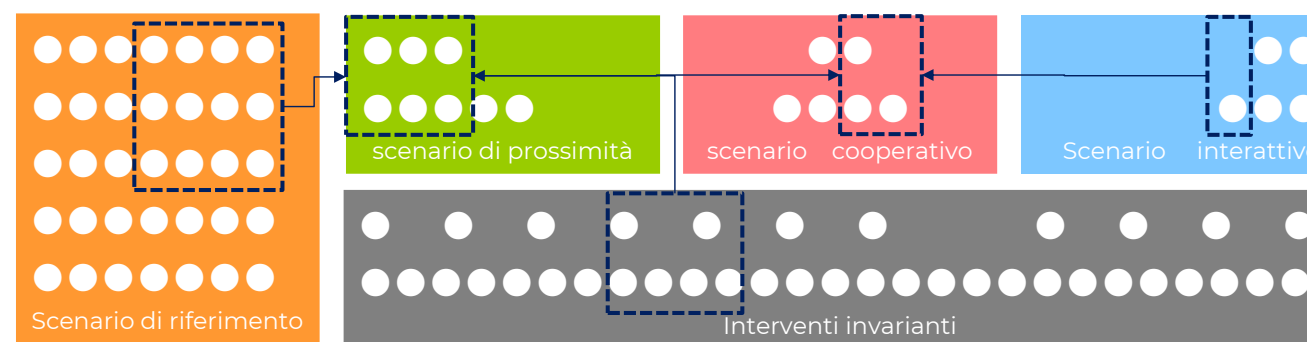 scenario di prossimità
scenario cooperativo
Scenario interattivo
Scenario di riferimento
Interventi invarianti